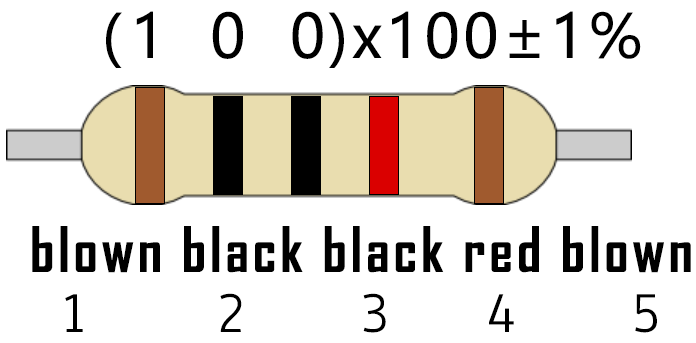 (1 0 0)x100±1%
blown black black red blown
1 2 3 4 5